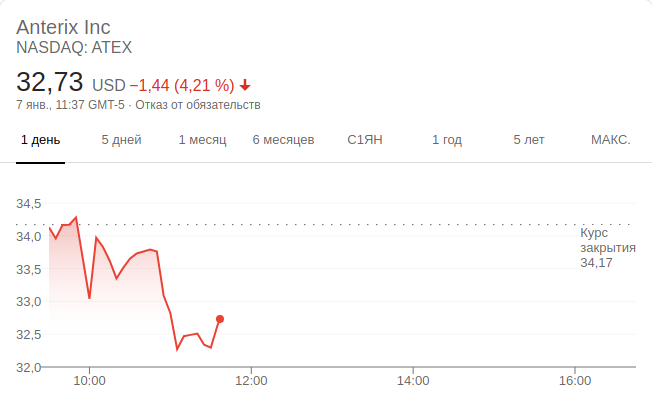 Anterix Inc
NASDAQ: ATEX
32,73 USD −1,44 (4,21 %)
7 янв., 11:37 GMT-5 · Отказ от обязательств
1 день 5 дней 1 месяц 6 месяцев С1ЯН 1 год 5 лет МАКС.
34,5
34,0
33,5
33,0
32,5
32,0
Курс
закрытия
34,17
10:00 12:00 14:00 16:00